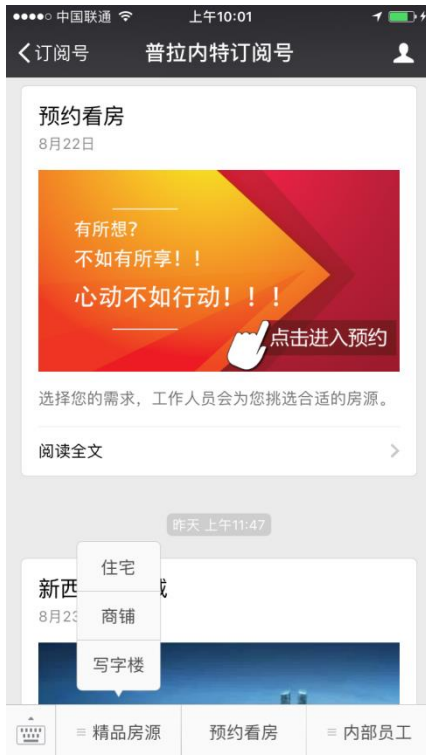 中国联通 上午10:01
订阅号 普拉内特订阅号
预约看房
8月22日
有所想?
不如有所享！！
心动不如行动！！！
点击进入预约
选择您的需求，工作人员会为您挑选合适的房源。
阅读全文
昨天 上午11:47
新西
8月23
住宅
商铺
写字楼
精品房源 预约看房 内部员工